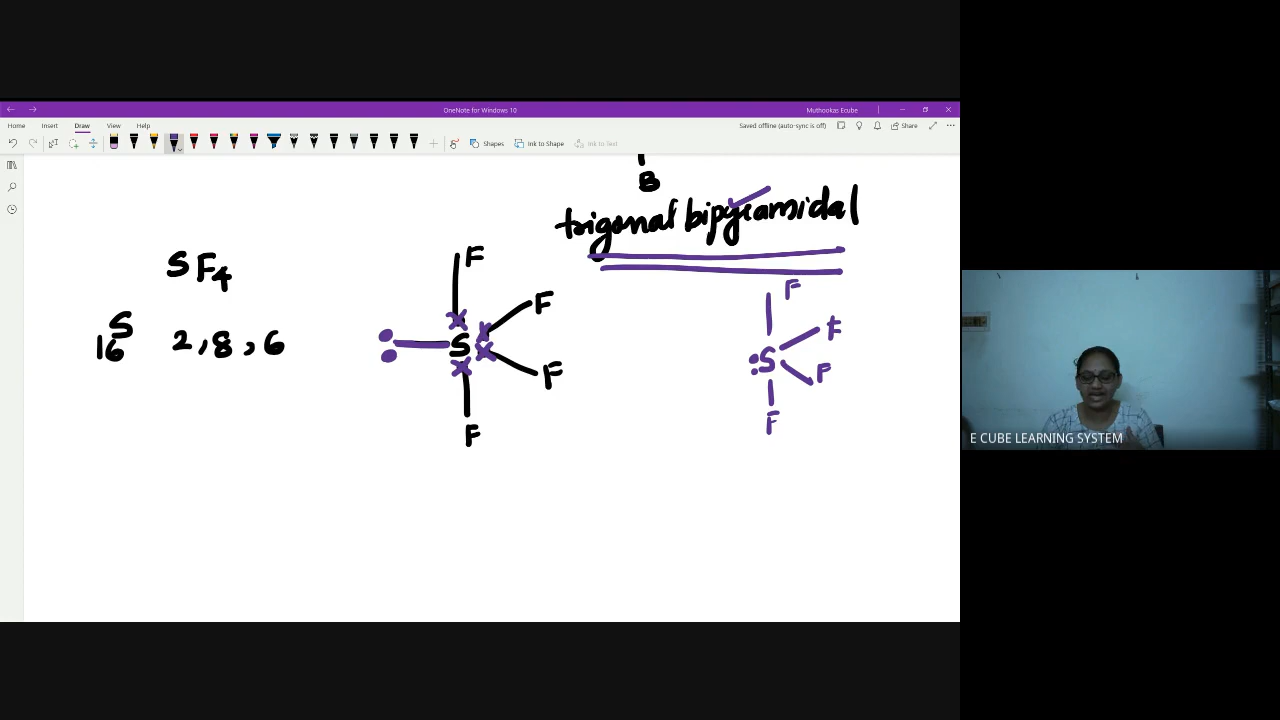 OneNote for Windows 10
Muthookas Ecube
Home Insert Draw View Help
Saved offline (auto-sync is off)
Share
Shapes
Ink to Shape
Ink to Text
B
trigonal bipyramidal
SF4
16S 2, 8, 6
F
F
S
F
F
F
F
:S
F
F
E CUBE LEARNING SYSTEM